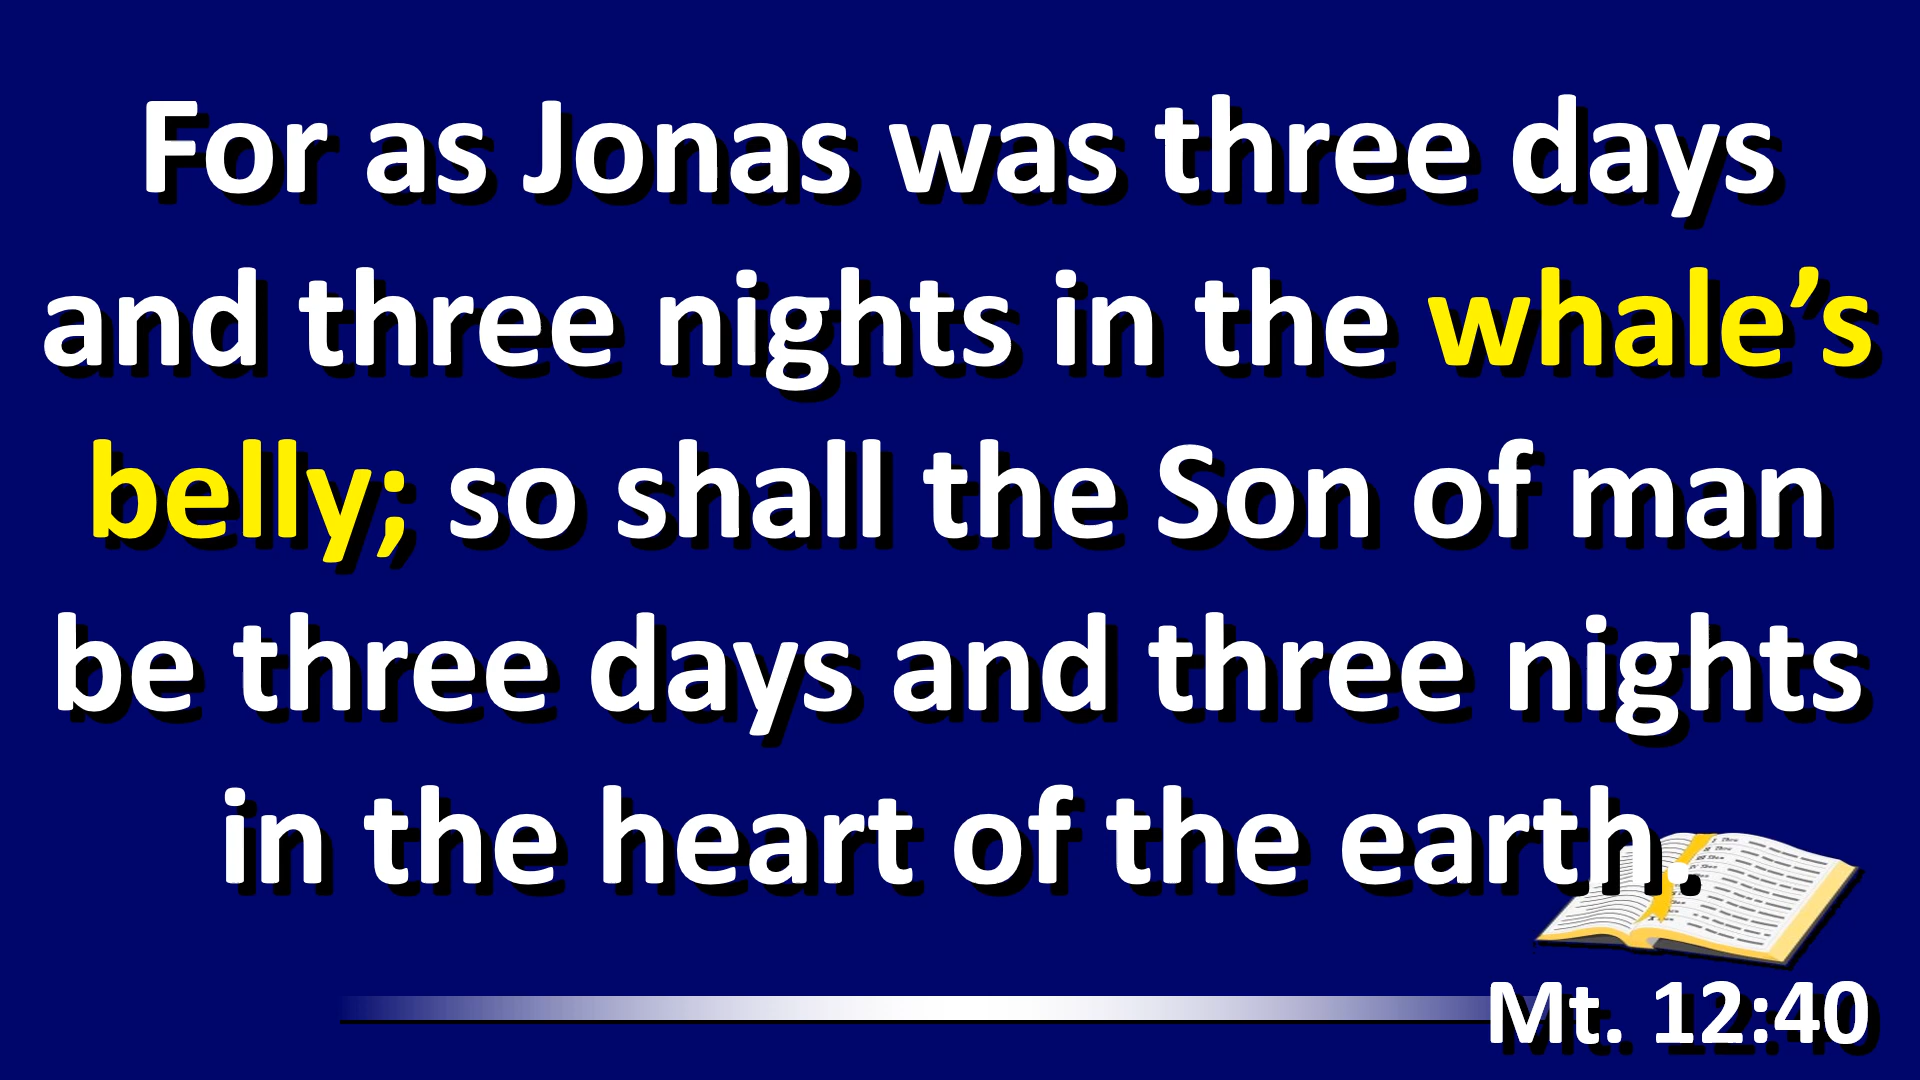 For as Jonas was three days
and three nights in the whale’s
belly; so shall the Son of man
be three days and three nights
in the heart of the earth.
Mt. 12:40